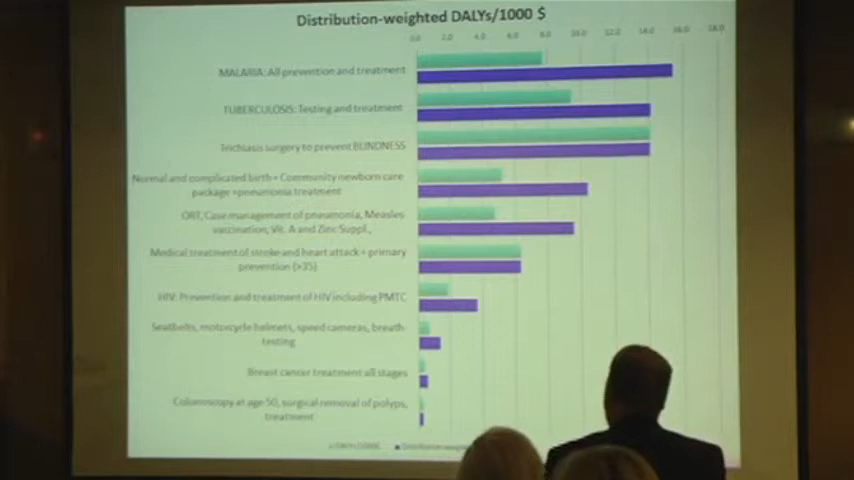 Distribution-weighted DALYs/1000 $
0.0 2.0 4.0 6.0 8.0 10.0 12.0 14.0 16.0 18.0
MALARIA: All prevention and treatment
TUBERCULOSIS: Testing and treatment
Trichiasis surgery to prevent BLINDNESS
Normal and complicated birth + Community newborn care
package +pneumonia treatment
ORT, Case management of pneumonia, Measles
vaccination, Vit. A and Zinc Suppl.,
Medical treatment of stroke and heart attack + primary
prevention (>35)
HIV: Prevention and treatment of HIV including PMTC
Seatbelts, motorcycle helmets, speed cameras, breath-
testing
Breast cancer treatment all stages
Colonoscopy at age 50, surgical removal of polyps,
treatment
Distribution